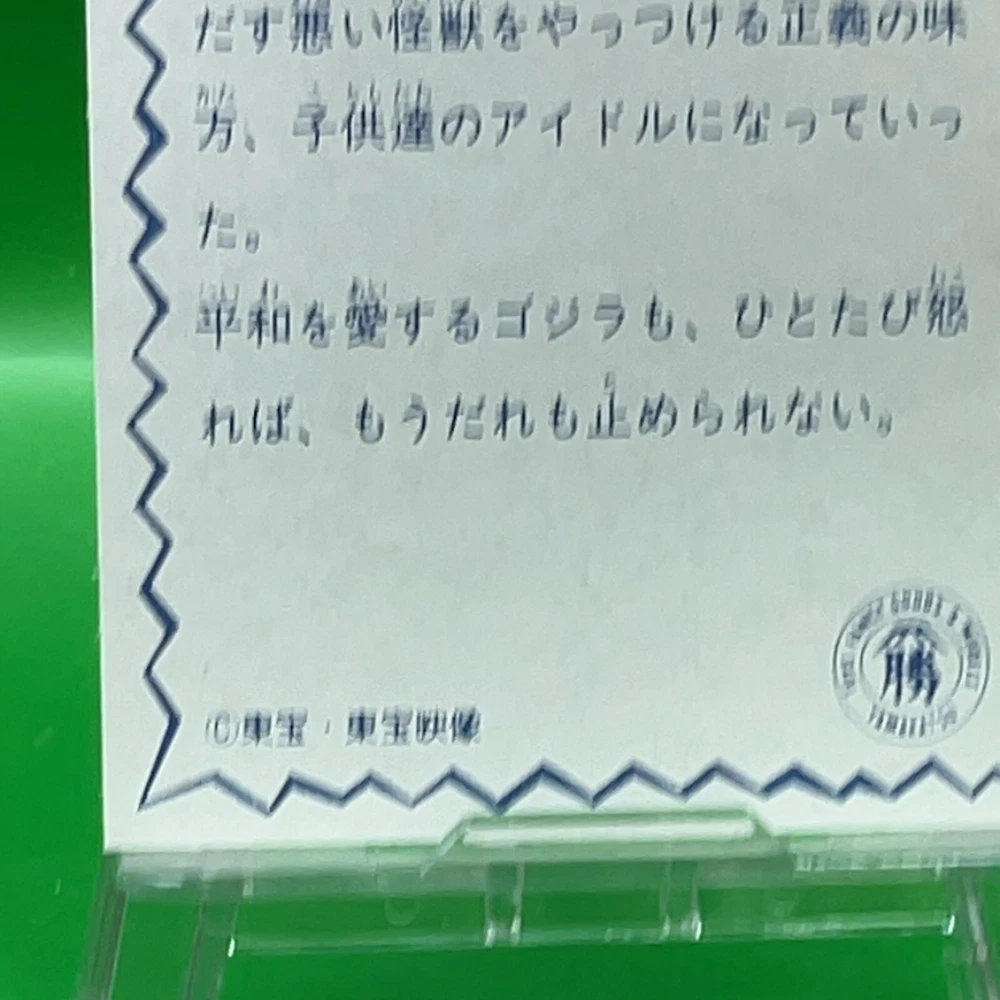 だす悪い怪獣をやっつける正義の味
方、子供達のアイドルになっていっ
た。
平和を愛するゴジラも、ひとたび怒
れば、もうだれも止められない。
©東宝・東宝映像
勝